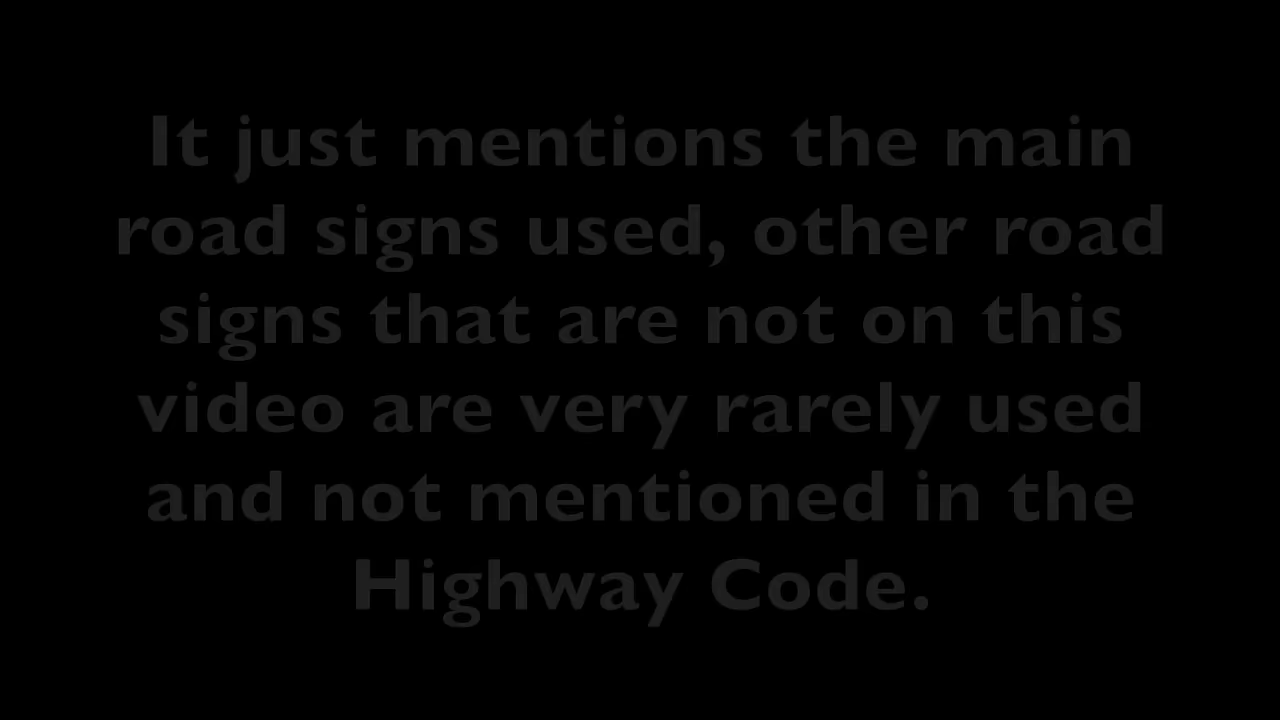 It just mentions the main
road signs used, other road
signs that are not on this
video are very rarely used
and not mentioned in the
Highway Code.